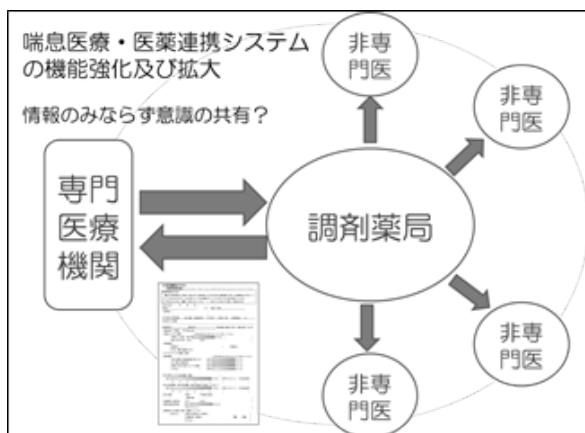 喘息医療・医薬連携システム
の機能強化及び拡大
情報のみならず意識の共有？
非専
門医
非専
門医
専門
医療
機関
調剤薬局
非専
門医
非専
門医